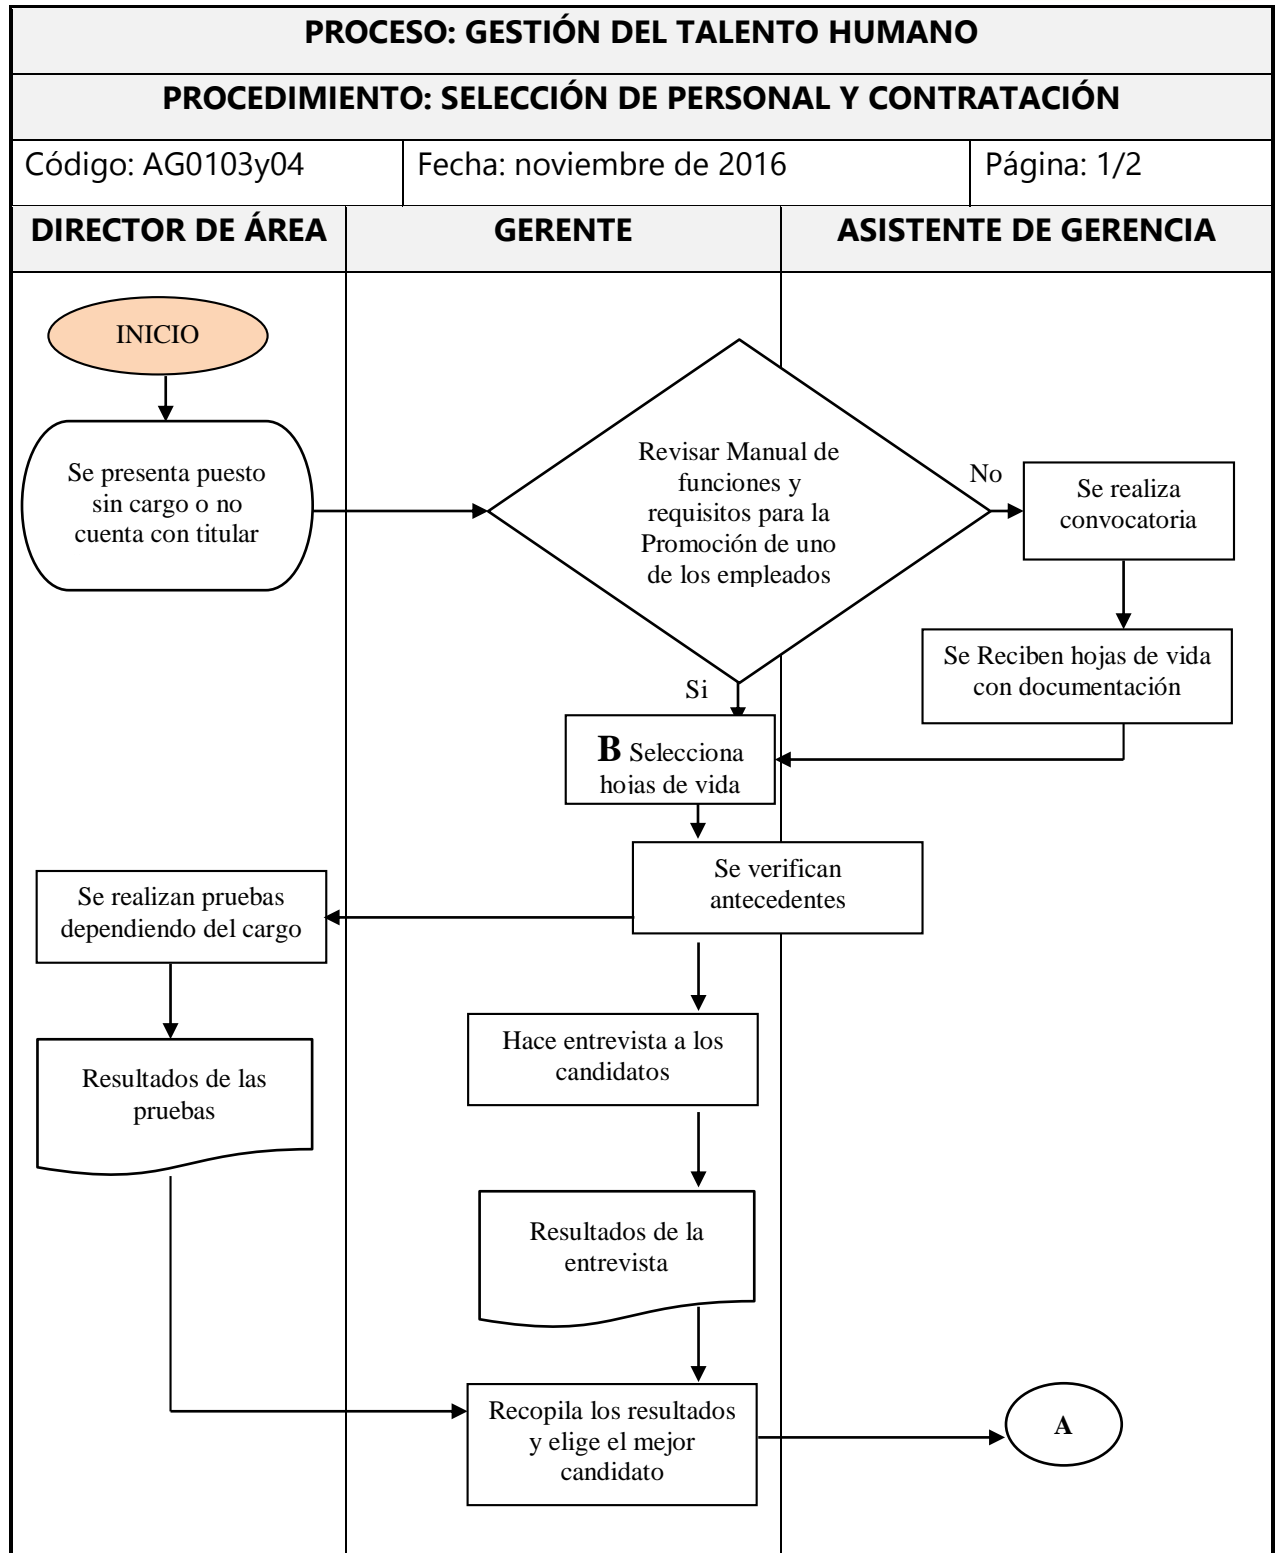 PROCESO: GESTIÓN DEL TALENTO HUMANO
PROCEDIMIENTO: SELECCIÓN DE PERSONAL Y CONTRATACIÓN
Código: AG0103y04
Fecha: noviembre de 2016
Página: 1/2
DIRECTOR DE ÁREA
GERENTE
ASISTENTE DE GERENCIA
INICIO
Se presenta puesto
sin cargo o no
cuenta con titular
Revisar Manual de
funciones y
requisitos para la
Promoción de uno
de los empleados
No
Se realiza
convocatoria
Se Reciben hojas de vida
con documentación
Si
B Selecciona
hojas de vida
Se verifican
antecedentes
Se realizan pruebas
dependiendo del cargo
Hace entrevista a los
candidatos
Resultados de las
pruebas
Resultados de la
entrevista
Recopila los resultados
y elige el mejor
candidato
A